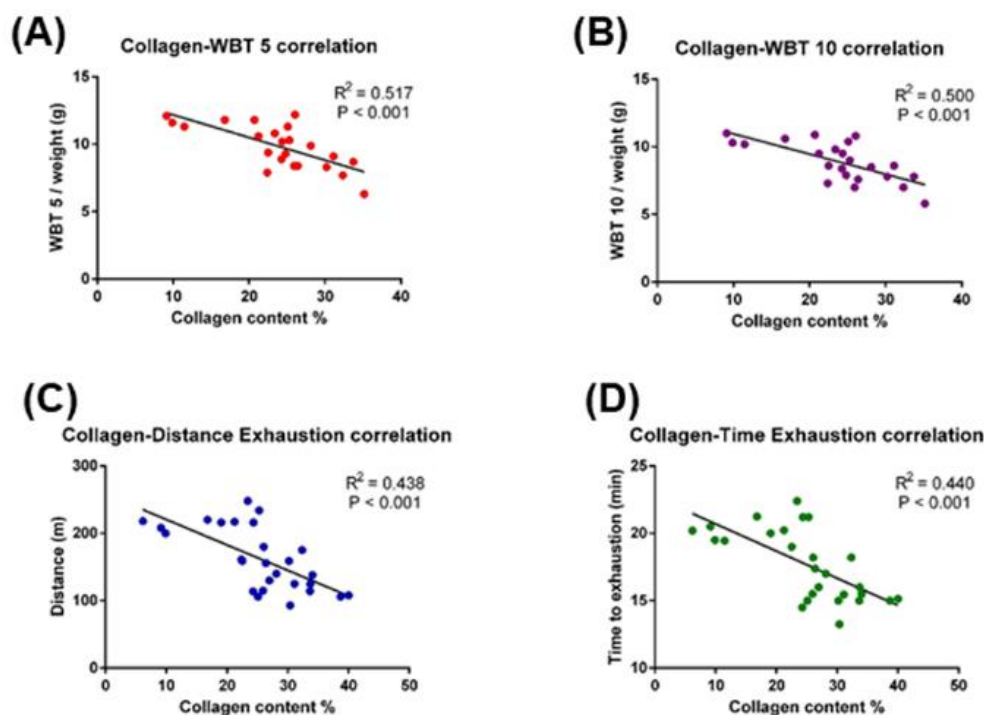 (A)
Collagen-WBT 5 correlation
R² = 0.517
P < 0.001
WBT 5 / weight (g)
15
10
5
0
0 10 20 30 40
Collagen content %
(B)
Collagen-WBT 10 correlation
R² = 0.500
P < 0.001
WBT 10 / weight (g)
15
10
5
0
0 10 20 30 40
Collagen content %
(C)
Collagen-Distance Exhaustion correlation
R² = 0.438
P < 0.001
Distance (m)
300
200
100
0
0 10 20 30 40 50
Collagen content %
(D)
Collagen-Time Exhaustion correlation
R² = 0.440
P < 0.001
Time to exhaustion (min)
25
20
15
10
0 10 20 30 40 50
Collagen content %